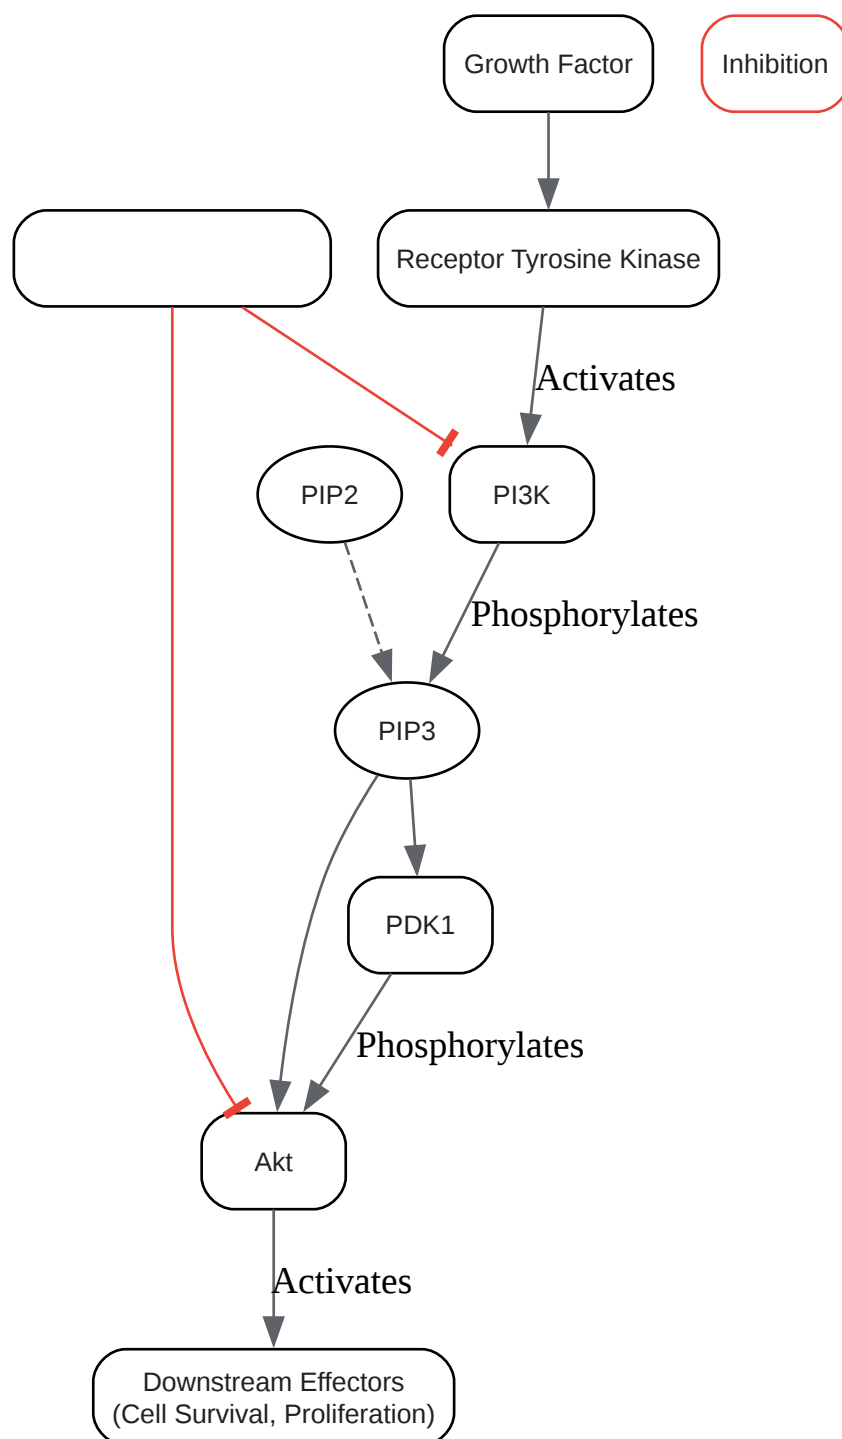 Growth Factor
Inhibition
Receptor Tyrosine Kinase
Activates
PIP2
PI3K
Phosphorylates
PIP3
PDK1
Phosphorylates
Akt
Activates
Downstream Effectors
(Cell Survival, Proliferation)